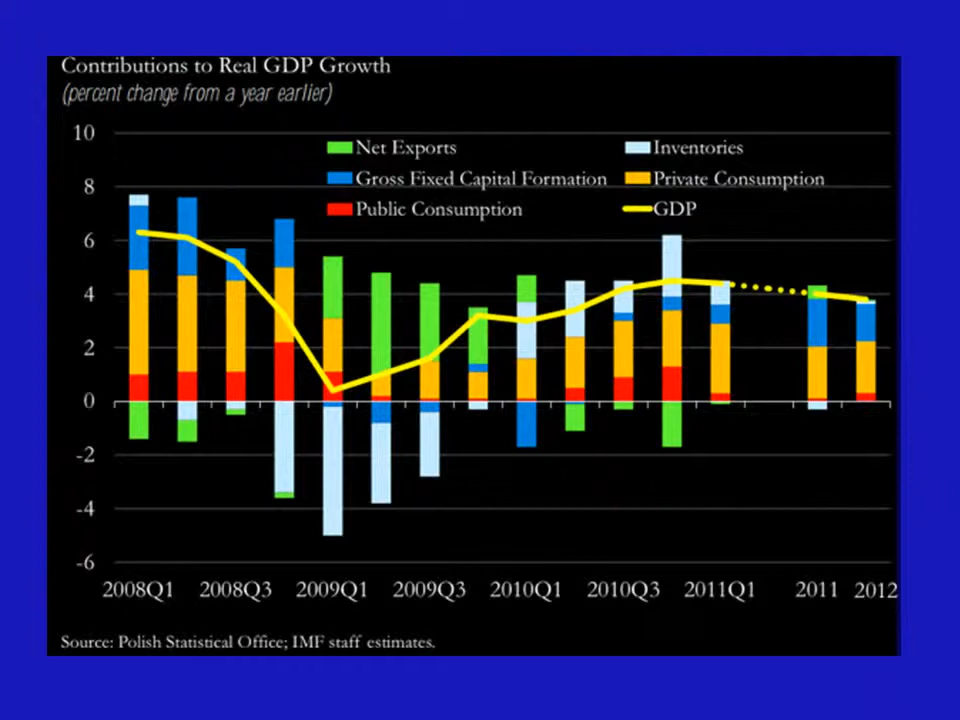 Contributions to Real GDP Growth
(percent change from a year earlier)
10
Net Exports
Inventories
8
Gross Fixed Capital Formation
Private Consumption
Public Consumption
GDP
6
4
2
0
-2
-4
-6
2008Q1 2008Q3 2009Q1 2009Q3 2010Q1 2010Q3 2011Q1 2011 2012
Source: Polish Statistical Office; IMF staff estimates.